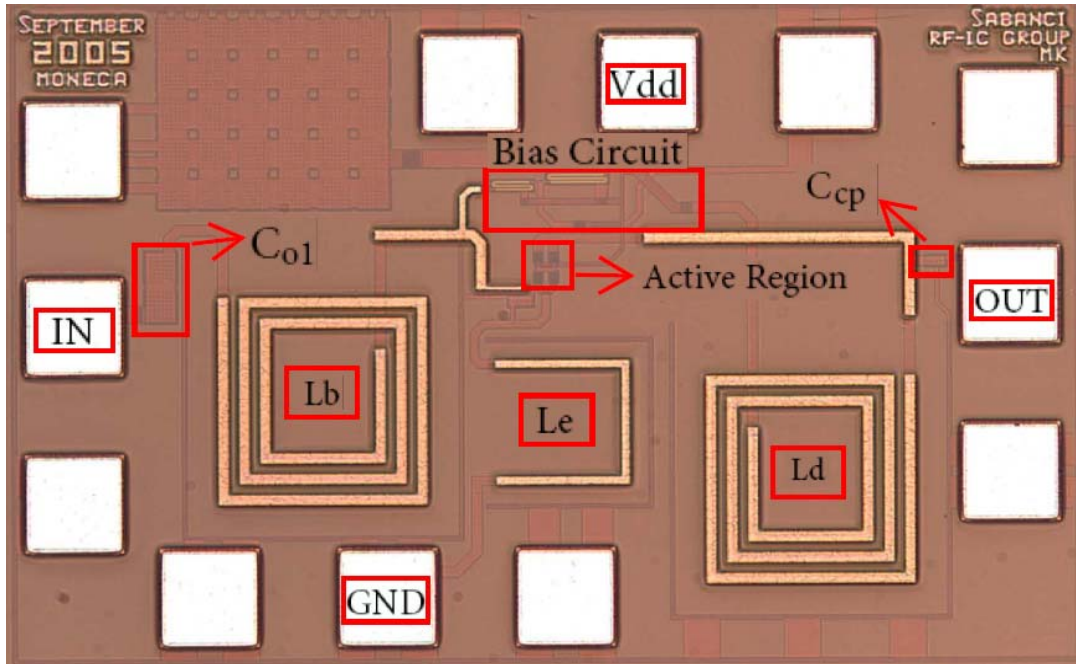 SEPTEMBER
2005
MONECA
SABANCI
RF-IC GROUP
MK
Vdd
Bias Circuit
Ccp
Co1
Active Region
IN
OUT
Lb
Le
Ld
GND